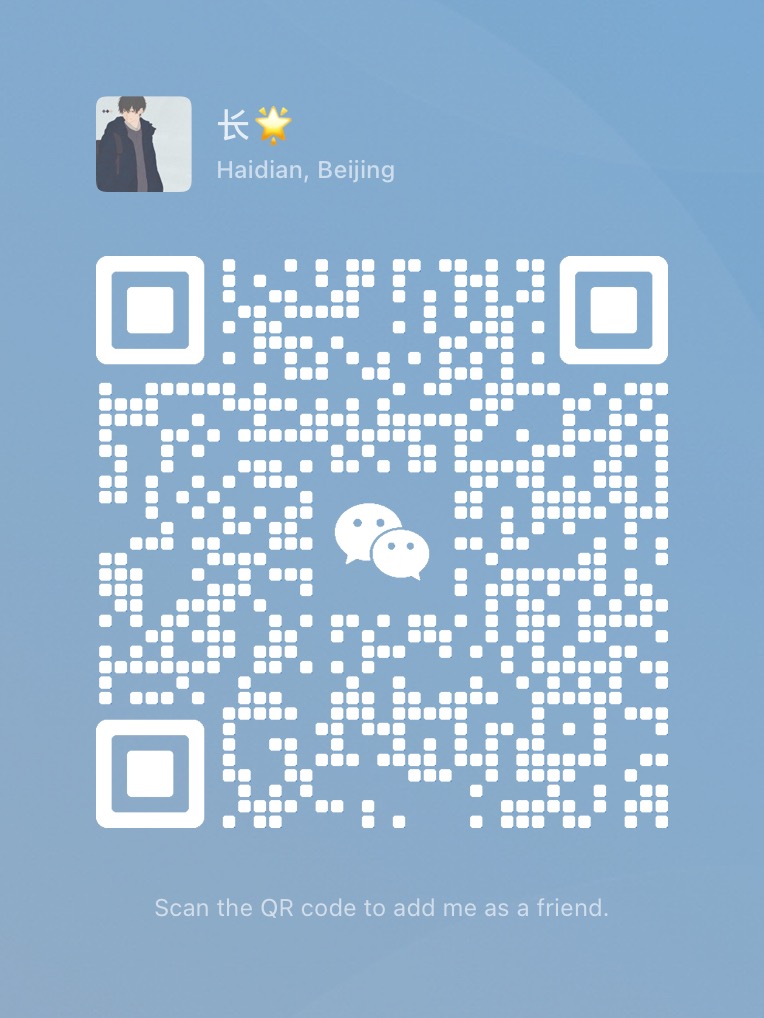 长🌟
Haidian, Beijing
Scan the QR code to add me as a friend.